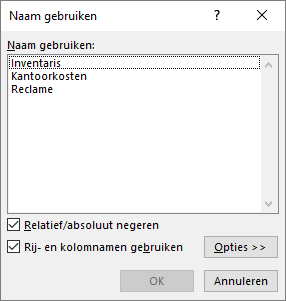 Naam gebruiken
Naam gebruiken:
Inventaris
Kantoorkosten
Reclame
Relatief/absoluut negeren
Rij- en kolomnamen gebruiken
Opties >>
OK
Annuleren